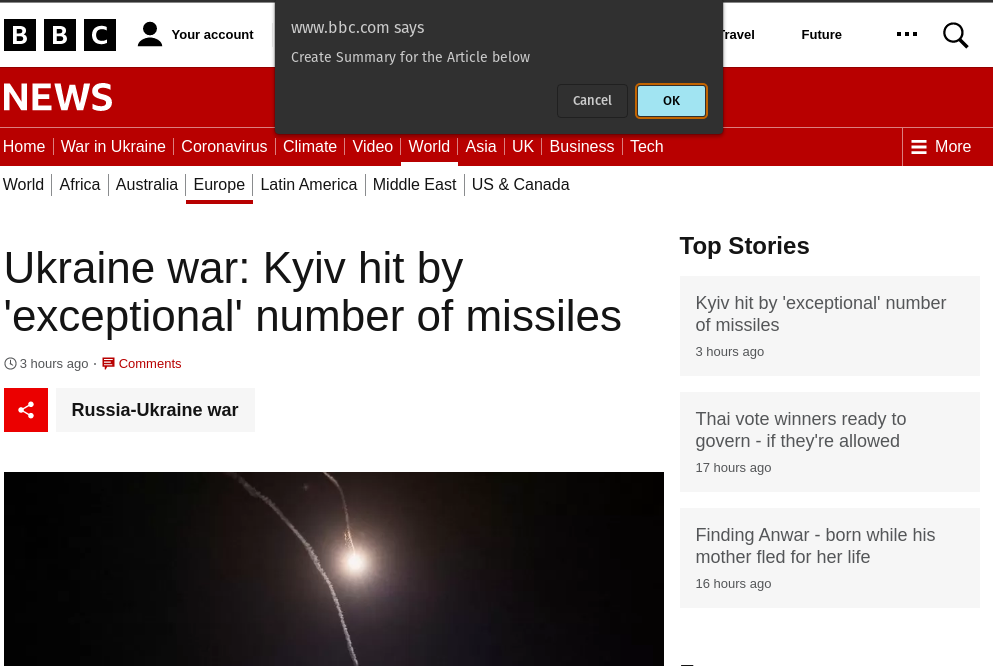 BBC
Your account
Travel
Future
www.bbc.com says
Create Summary for the Article below
Cancel
OK
NEWS
Home
War in Ukraine
Coronavirus
Climate
Video
World
Asia
UK
Business
Tech
More
World
Africa
Australia
Europe
Latin America
Middle East
US & Canada
Ukraine war: Kyiv hit by
'exceptional' number of missiles
3 hours ago · Comments
Russia-Ukraine war
Top Stories
Kyiv hit by 'exceptional' number
of missiles
3 hours ago
Thai vote winners ready to
govern - if they're allowed
17 hours ago
Finding Anwar - born while his
mother fled for her life
16 hours ago